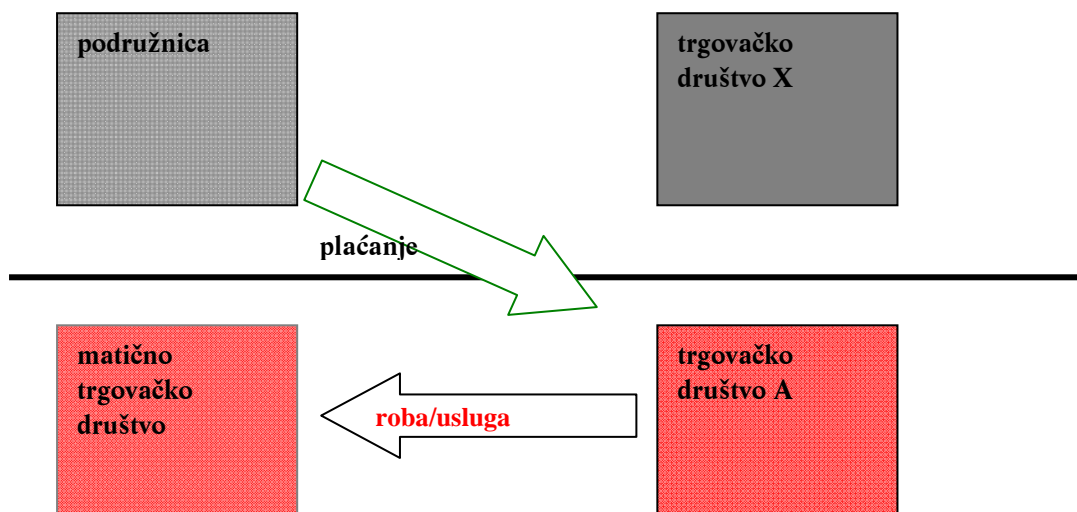 podružnica
trgovačko
društvo X
plaćanje
matično
trgovačko
društvo
roba/usluga
trgovačko
društvo A